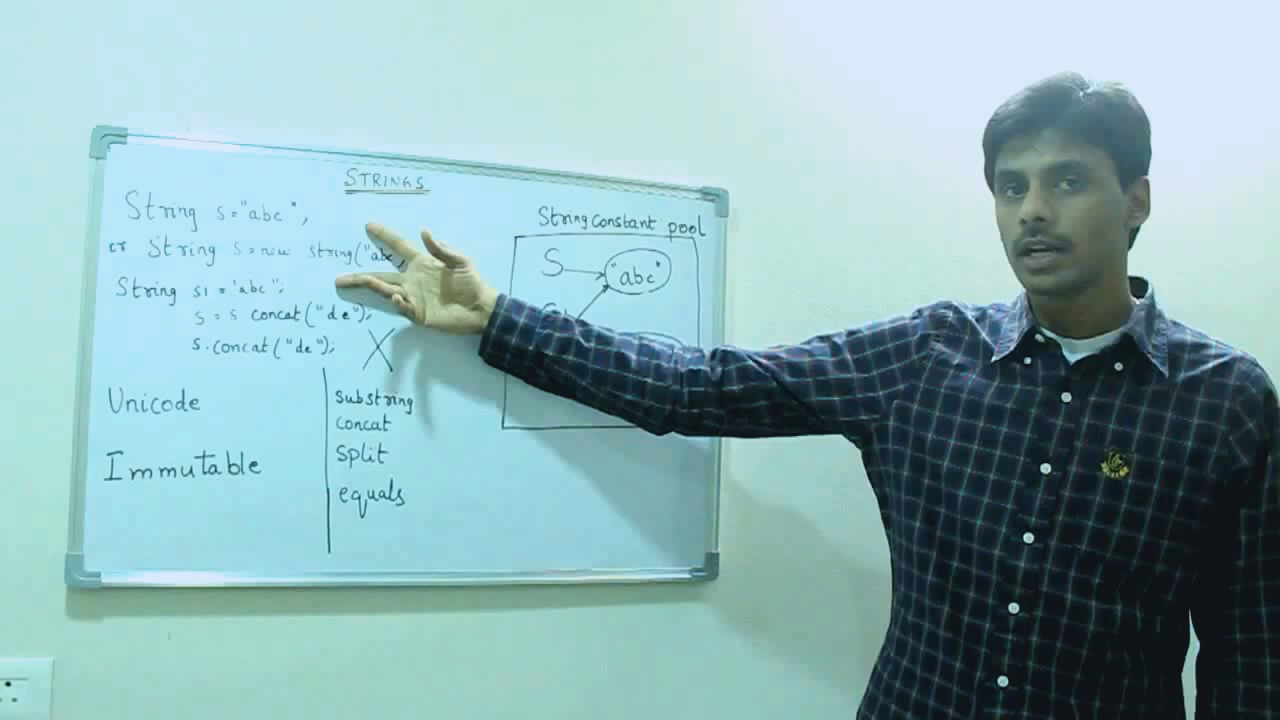 STRINGS
String s="abc",
or String s=new string("abc
String s1="abc";
s=s concat("de");
s.concat("de");
X
Unicode
Immutable
substring
concat
split
equals
String constant pool
S
"abc"